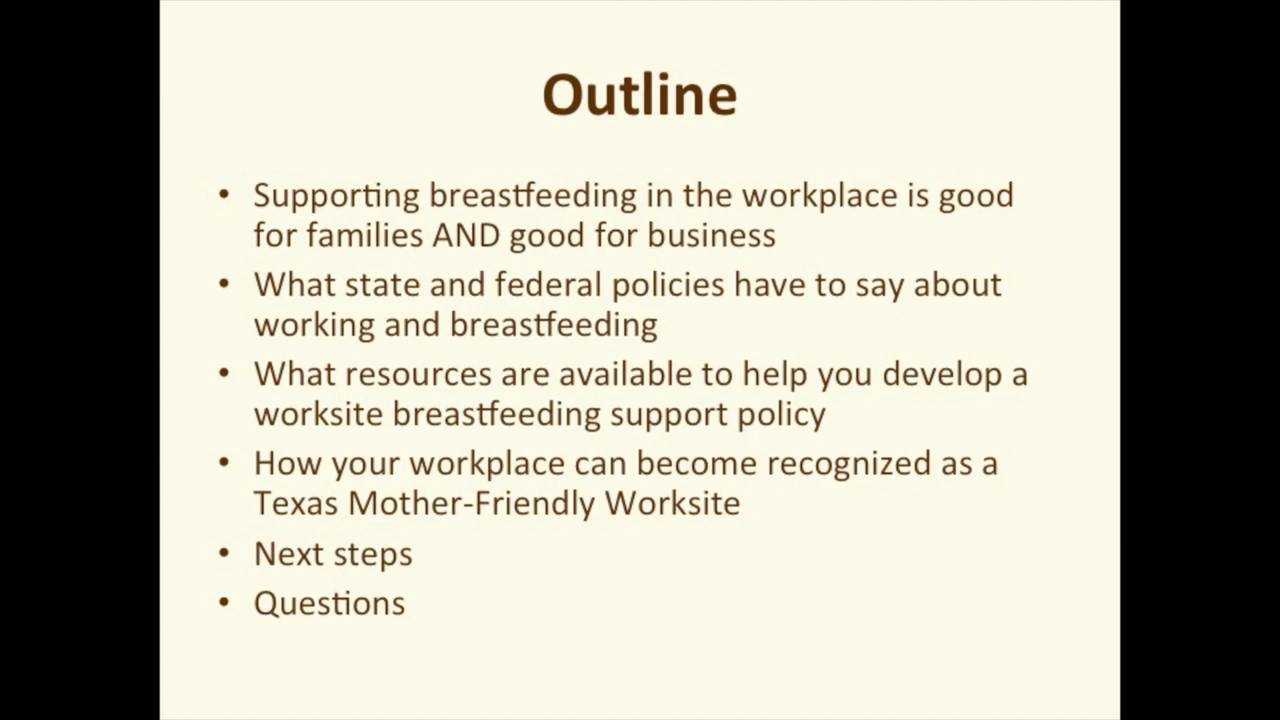 Outline
• Supporting breastfeeding in the workplace is good
for families AND good for business
• What state and federal policies have to say about
working and breastfeeding
• What resources are available to help you develop a
worksite breastfeeding support policy
• How your workplace can become recognized as a
Texas Mother-Friendly Worksite
• Next steps
• Questions